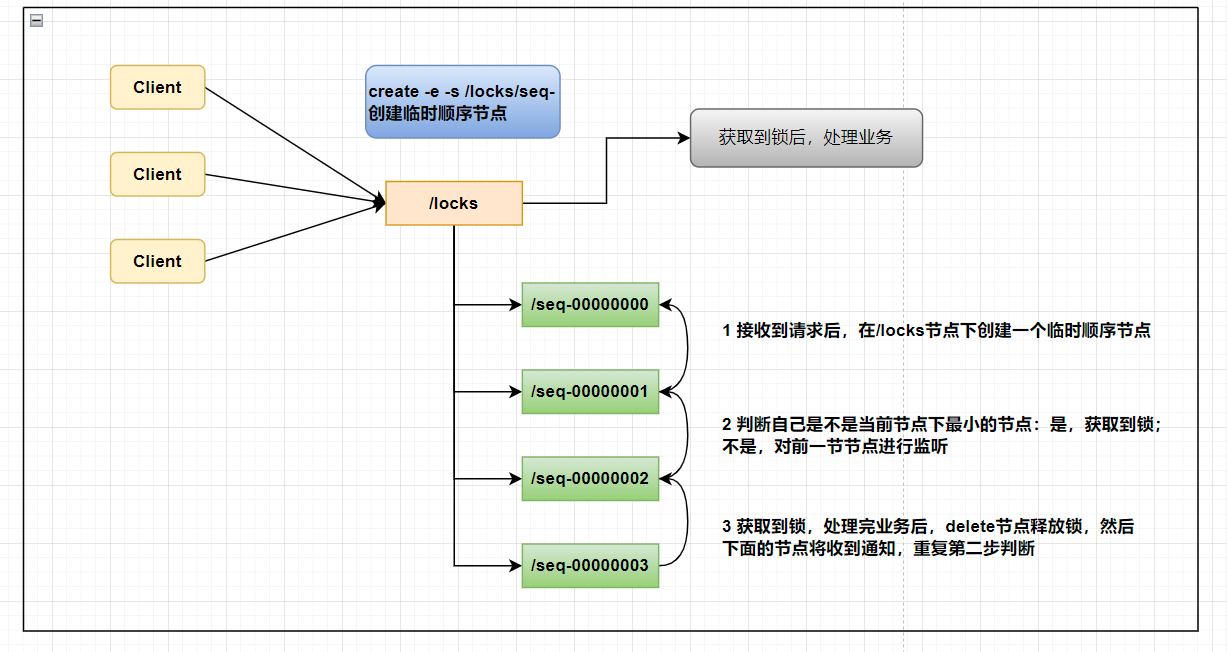 Client
Client
Client
create -e -s /locks/seq-
创建临时顺序节点
获取到锁后，处理业务
/locks
/seq-00000000
/seq-00000001
/seq-00000002
/seq-00000003
1 接收到请求后，在/locks节点下创建一个临时顺序节点
2 判断自己是不是当前节点下最小的节点：是，获取到锁；
不是，对前一节节点进行监听
3 获取到锁，处理完业务后，delete节点释放锁，然后
下面的节点将收到通知，重复第二步判断